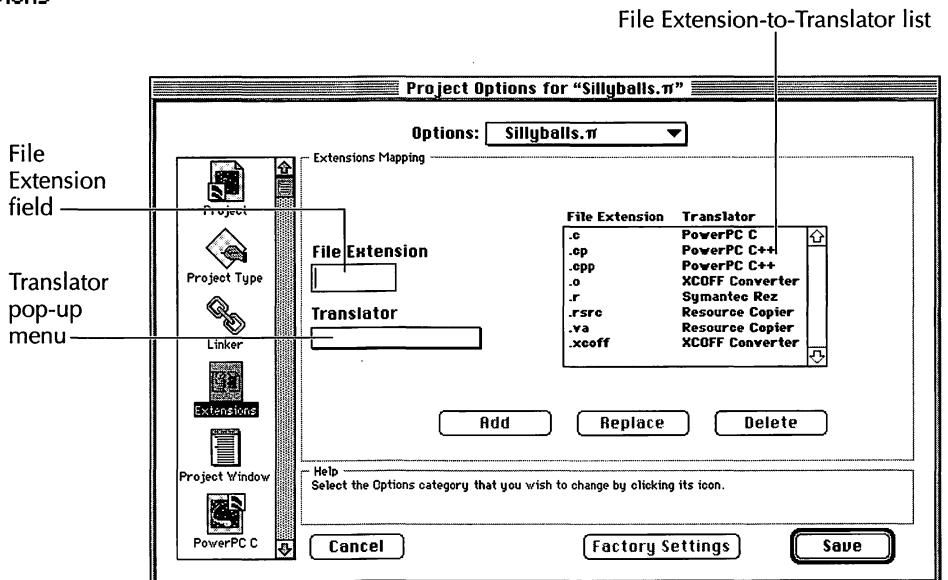 File Extension-to-Translator list
Project Options for “Sillyballs.π”
Options: Sillyballs.π
File
Extension
field
Translator
pop-up
menu
Project
Project Type
Linker
Extensions
Project Window
PowerPC C
Extensions Mapping
File Extension
Translator
File Extension Translator
.c PowerPC C
.cp PowerPC C++
.cpp PowerPC C++
.o XCOFF Converter
.r Symantec Rez
.rsrc Resource Copier
.va Resource Copier
.xcoff XCOFF Converter
Add Replace Delete
Help
Select the Options category that you wish to change by clicking its icon.
Cancel Factory Settings Save